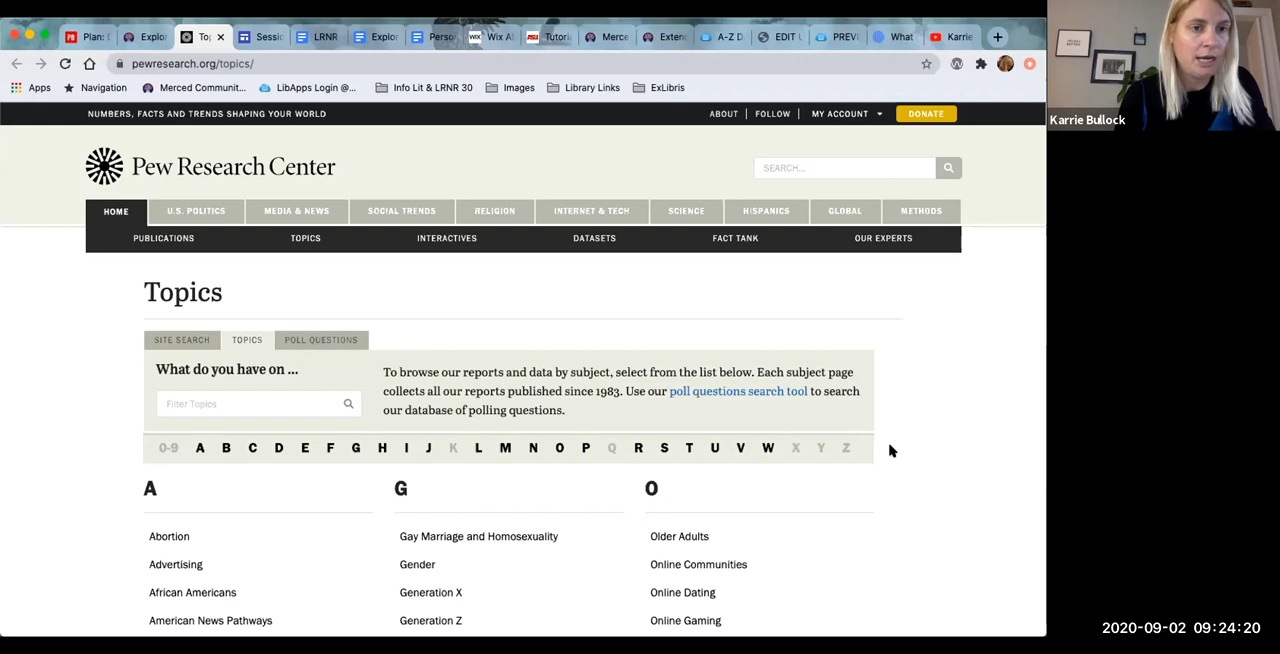 Plan: D
Explor
Top
Sessi
LRNR
Explor
Perso
WIX
Wix A
ASU
Tutori
Merce
Exten
A-Z D
EDIT
PREVI
What
Karrie
pewresearch.org/topics/
Apps
Navigation
Merced Communit...
LibApps Login @...
Info Lit & LRNR 30
Images
Library Links
ExLibris
NUMBERS, FACTS AND TRENDS SHAPING YOUR WORLD
ABOUT
FOLLOW
MY ACCOUNT
DONATE
Pew Research Center
SEARCH...
HOME
U.S. POLITICS
MEDIA & NEWS
SOCIAL TRENDS
RELIGION
INTERNET & TECH
SCIENCE
HISPANICS
GLOBAL
METHODS
PUBLICATIONS
TOPICS
INTERACTIVES
DATASETS
FACT TANK
OUR EXPERTS
Topics
SITE SEARCH
TOPICS
POLL QUESTIONS
What do you have on ...
Filter Topics
To browse our reports and data by subject, select from the list below. Each subject page
collects all our reports published since 1983. Use our poll questions search tool to search
our database of polling questions.
0-9 A B C D E F G H I J K L M N O P Q R S T U V W X Y Z
A
Abortion
Advertising
African Americans
American News Pathways
G
Gay Marriage and Homosexuality
Gender
Generation X
Generation Z
O
Older Adults
Online Communities
Online Dating
Online Gaming
Karrie Bullock
2020-09-02 09:24:20